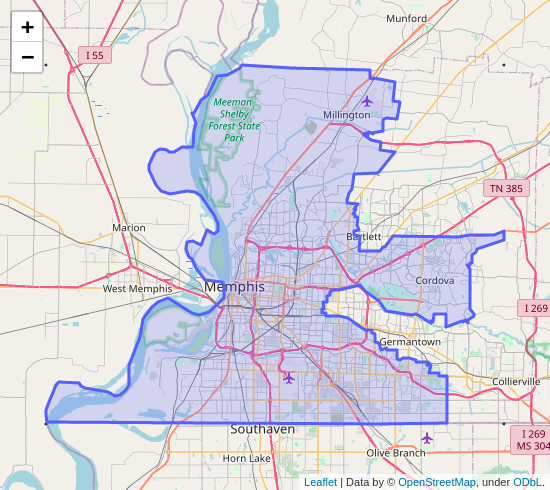 Munford
+
−
I 55
Meeman-
Shelby
Forest State
Park
Millington
TN 385
Marion
Bartlett
Cordova
West Memphis
Memphis
I 269
Germantown
Collierville
Southaven
I 269
MS 304
Horn Lake
Olive Branch
Leaflet | Data by © OpenStreetMap, under ODbL.